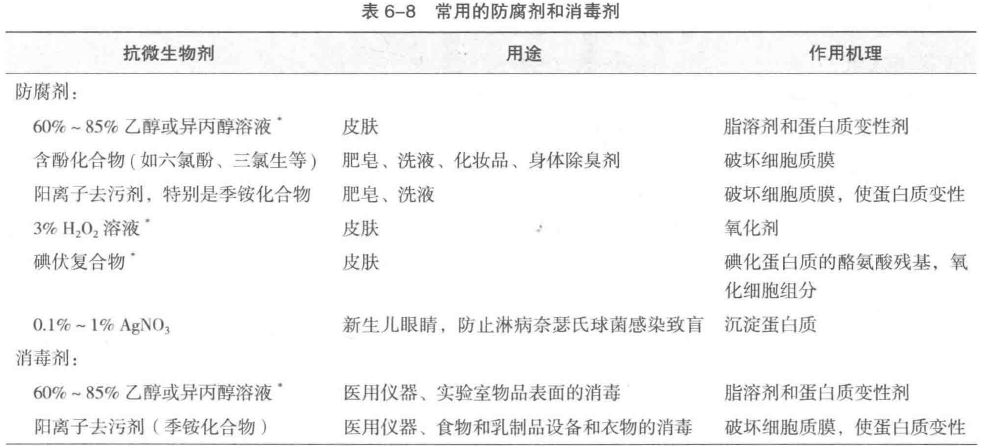 表 6-8 常用的防腐剂和消毒剂
抗微生物剂 用途 作用机理
防腐剂:
60% ~ 85% 乙醇或异丙醇溶液* 皮肤 脂溶剂和蛋白质变性剂
含酚化合物(如六氯酚、三氯生等) 肥皂、洗液、化妆品、身体除臭剂 破坏细胞质膜
阳离子去污剂,特别是季铵化合物 肥皂、洗液 破坏细胞质膜,使蛋白质变性
3% H₂O₂ 溶液* 皮肤 氧化剂
碘伏复合物* 皮肤 碘化蛋白质的酪氨酸残基,氧
化细胞组分
0.1% ~ 1% AgNO₃ 新生儿眼睛,防止淋病奈瑟氏球菌感染致盲 沉淀蛋白质
消毒剂:
60% ~ 85% 乙醇或异丙醇溶液* 医用仪器、实验室物品表面的消毒 脂溶剂和蛋白质变性剂
阳离子去污剂(季铵化合物) 医用仪器、食物和乳制品设备和衣物的消毒 破坏细胞质膜,使蛋白质变性